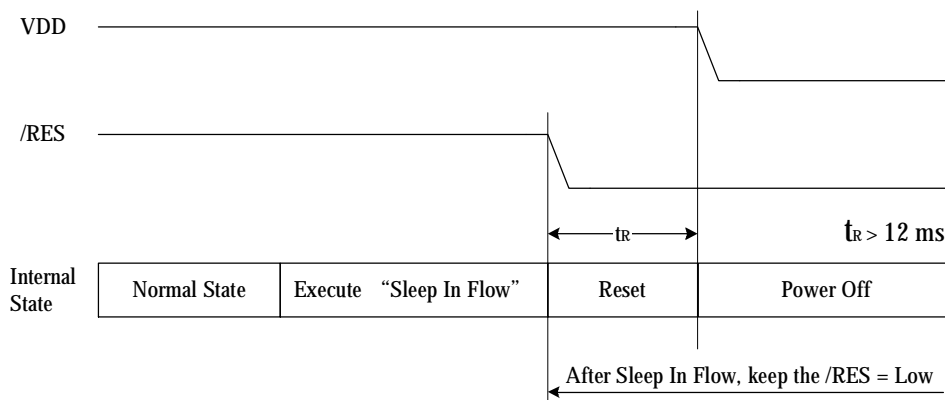 VDD
/RES
tR
tR > 12 ms
Internal
State
Normal State
Execute “Sleep In Flow”
Reset
Power Off
After Sleep In Flow, keep the /RES = Low